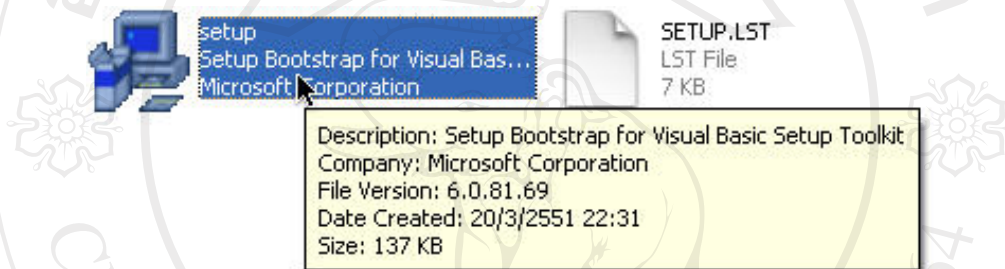 setup
Setup Bootstrap for Visual Bas...
Microsoft Corporation
SETUP.LST
LST File
7 KB
Description: Setup Bootstrap for Visual Basic Setup Toolkit
Company: Microsoft Corporation
File Version: 6.0.81.69
Date Created: 20/3/2551 22:31
Size: 137 KB